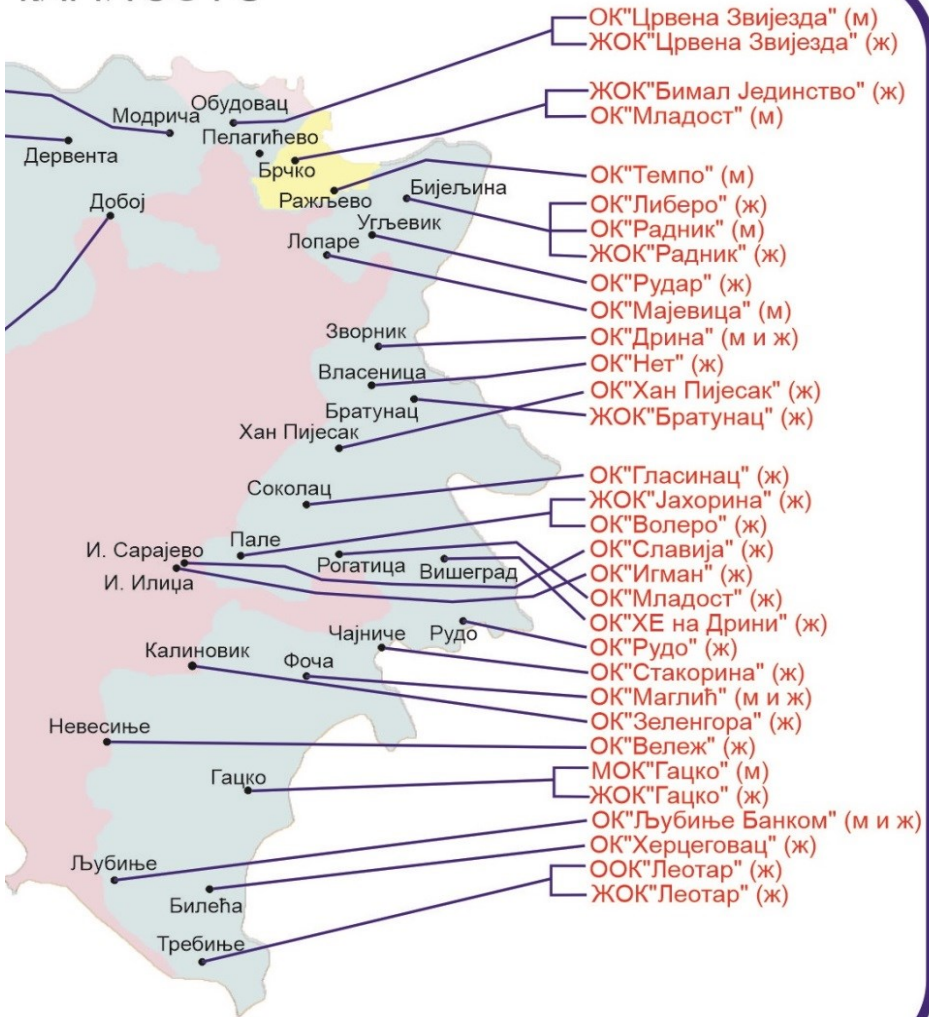 ОК"Црвена Звијезда" (м)
ЖОК"Црвена Звијезда" (ж)
ЖОК"Бимал Јединство" (ж)
ОК"Младост" (м)
ОК"Темпо" (м)
ОК"Либеро" (ж)
ОК"Радник" (м)
ЖОК"Радник" (ж)
ОК"Рудар" (ж)
ОК"Мајевица" (м)
ОК"Дрина" (м и ж)
ОК"Нет" (ж)
ОК"Хан Пијесак" (ж)
ЖОК"Братунац" (ж)
ОК"Гласинац" (ж)
ЖОК"Јахорина" (ж)
ОК"Волеро" (ж)
ОК"Славија" (ж)
ОК"Игман" (ж)
ОК"Младост" (ж)
ОК"ХЕ на Дрини" (ж)
ОК"Рудо" (ж)
ОК"Стакорина" (ж)
ОК"Маглић" (м и ж)
ОК"Зеленгора" (ж)
ОК"Вележ" (ж)
МОК"Гацко" (м)
ЖОК"Гацко" (ж)
ОК"Љубиње Банком" (м и ж)
ОК"Херцеговац" (ж)
ООК"Леотар" (ж)
ЖОК"Леотар" (ж)
Обудовац
Модрича
Пелагићево
Дервента
Брчко
Ражљево
Бијељина
Добој
Угљевик
Лопаре
Зворник
Власеница
Братунац
Хан Пијесак
Соколац
Пале
И. Сарајево
Рогатица
Вишеград
И. Илиџа
Чајниче
Рудо
Калиновик
Фоча
Невесиње
Гацко
Љубиње
Билећа
Требиње